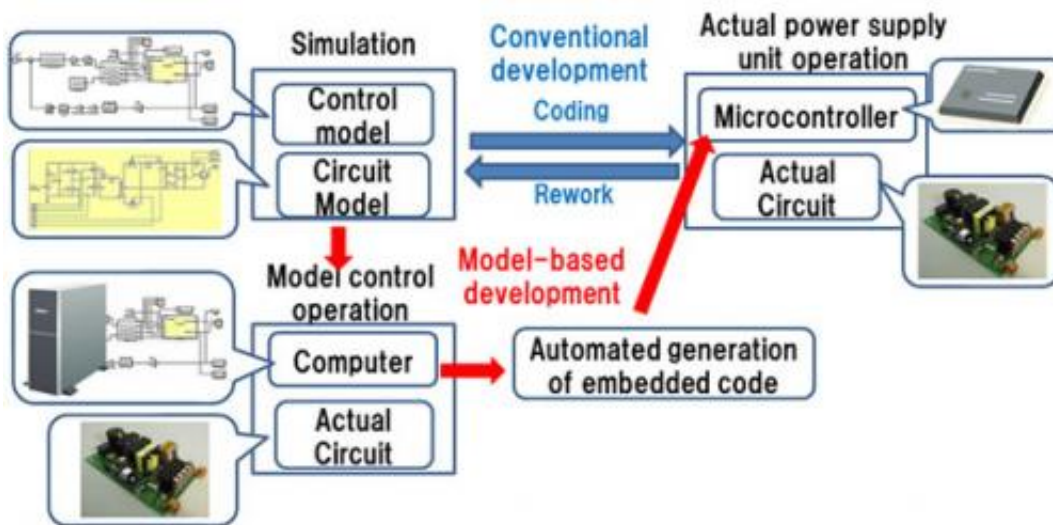 Simulation
Control
model
Circuit
Model
Conventional
development
Coding
Rework
Actual power supply
unit operation
Microcontroller
Actual
Circuit
Model control
operation
Computer
Actual
Circuit
Model-based
development
Automated generation
of embedded code